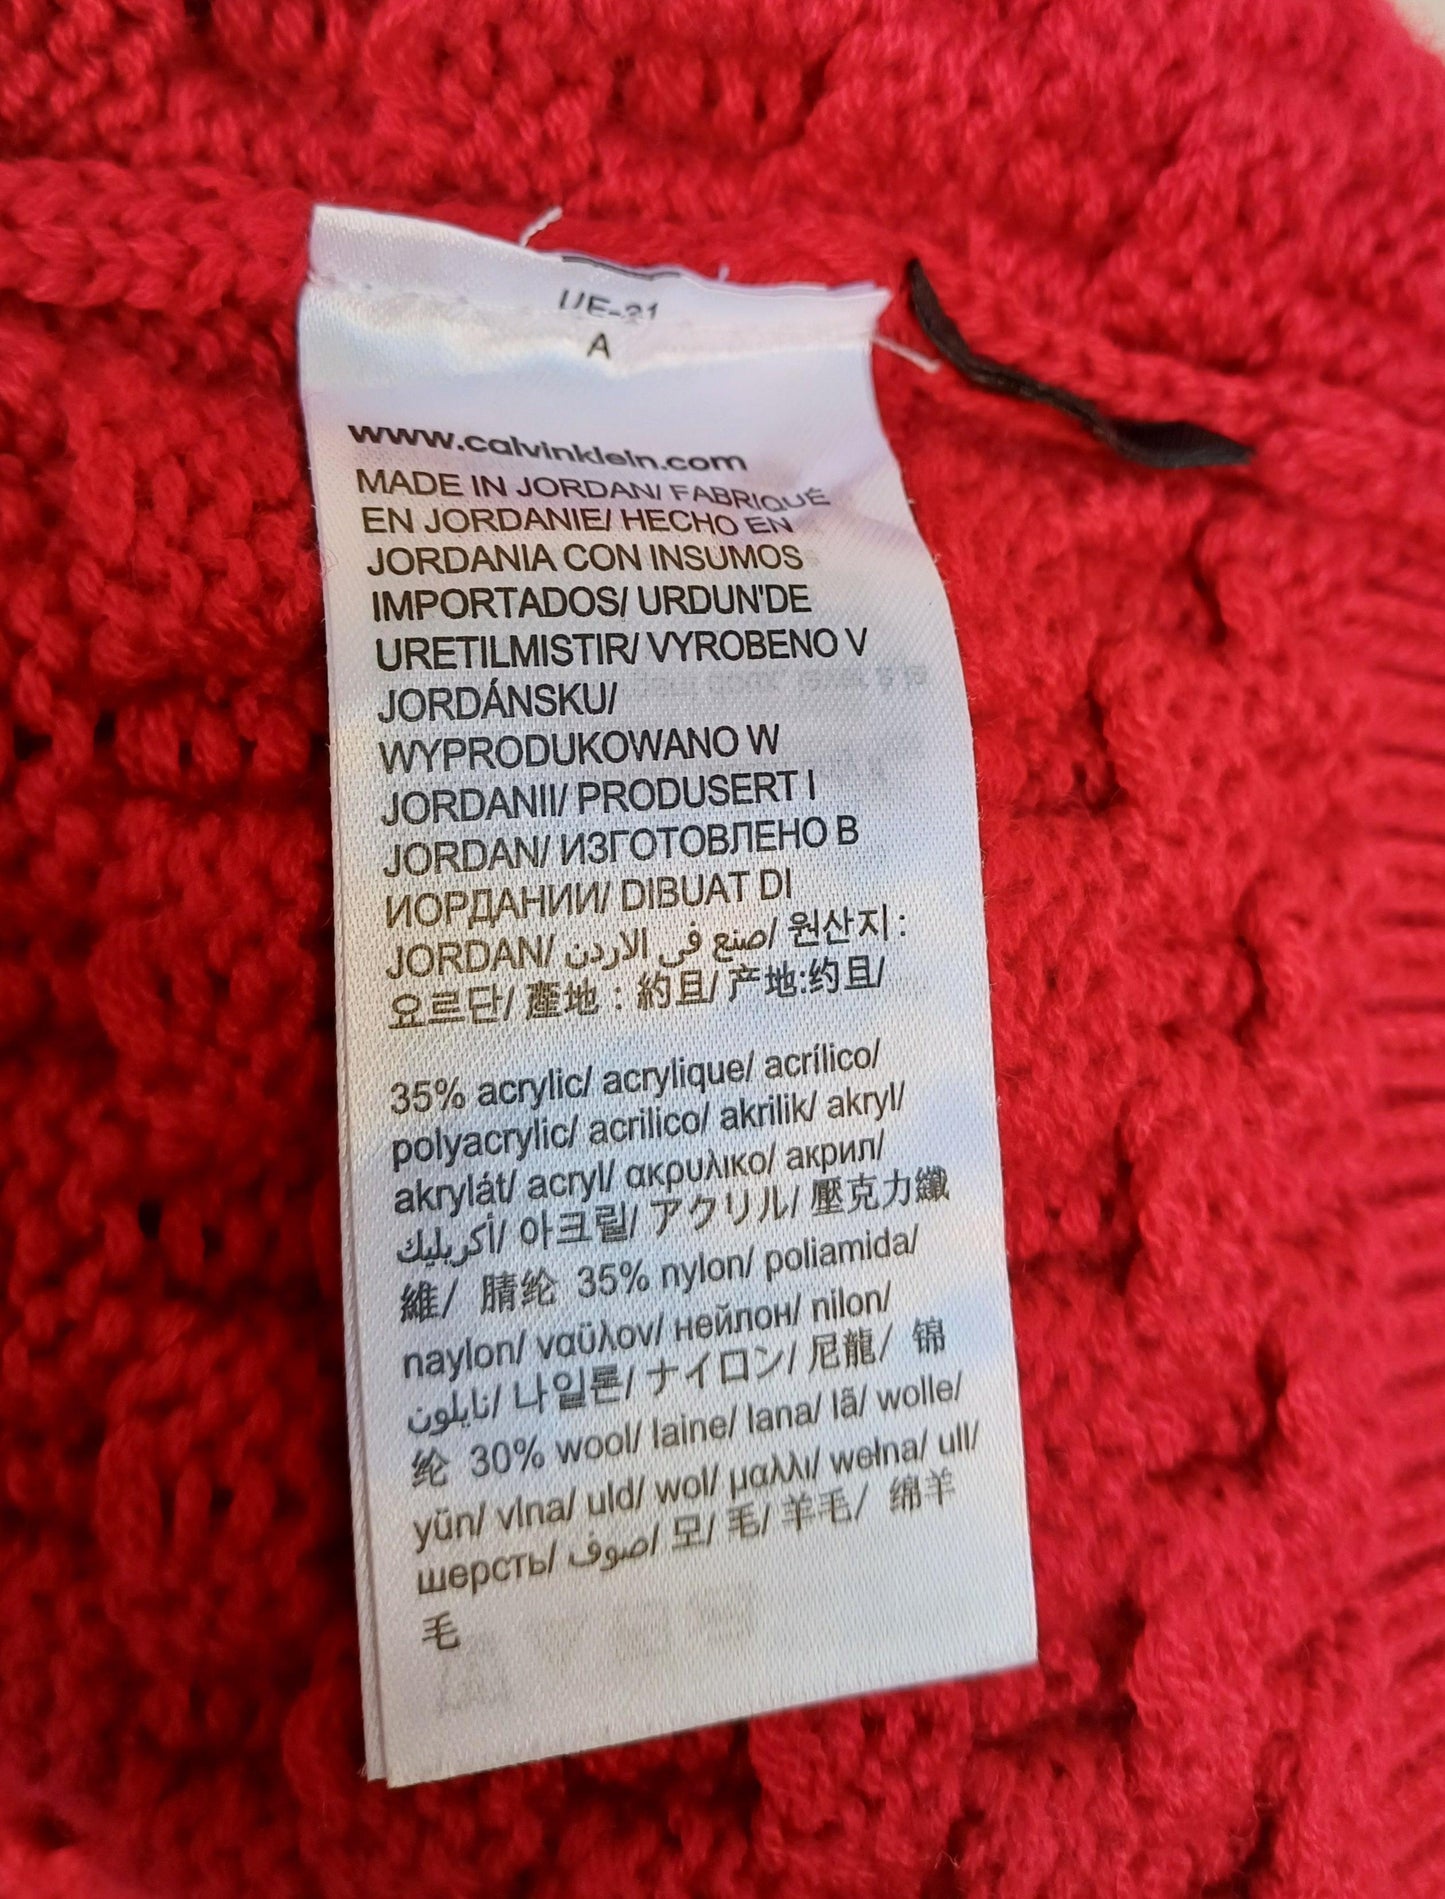 A
www.calvinklein.com
MADE IN JORDAN/ FABRIQUÉ
EN JORDANIE/ HECHO EN
JORDANIA CON INSUMOS
IMPORTADOS/ URDUN'DE
URETILMISTIR/ VYROBENO V
JORDÁNSKU/
WYPRODUKOWANO W
JORDANII/ PRODUSERT I
JORDAN/ ИЗГОТОВЛЕНО В
ИОРДАНИИ/ DIBUAT DI
JORDAN/ صنع في الاردن/ 원산지 :
요르단/ 產地 : 約旦/ 产地:约旦/
35% acrylic/ acrylique/ acrílico/
polyacrylic/ acrilico/ akrilik/ akryl/
akrylát/ acryl/ ακρυλικο/ акрил/
أكريليك/ 아크릴/ アクリル/ 壓克力纖
維/ 腈纶 35% nylon/ poliamida/
naylon/ ναϋλον/ нейлон/ nilon/
نايلون/ 나일론/ ナイロン/ 尼龍/ 锦
纶 30% wool/ laine/ lana/ lã/ wolle/
yün/ vlna/ uld/ wol/ μαλλι/ wełna/ ull/
шерсть/ صوف/ 모/ 毛/ 羊毛/ 绵羊
毛